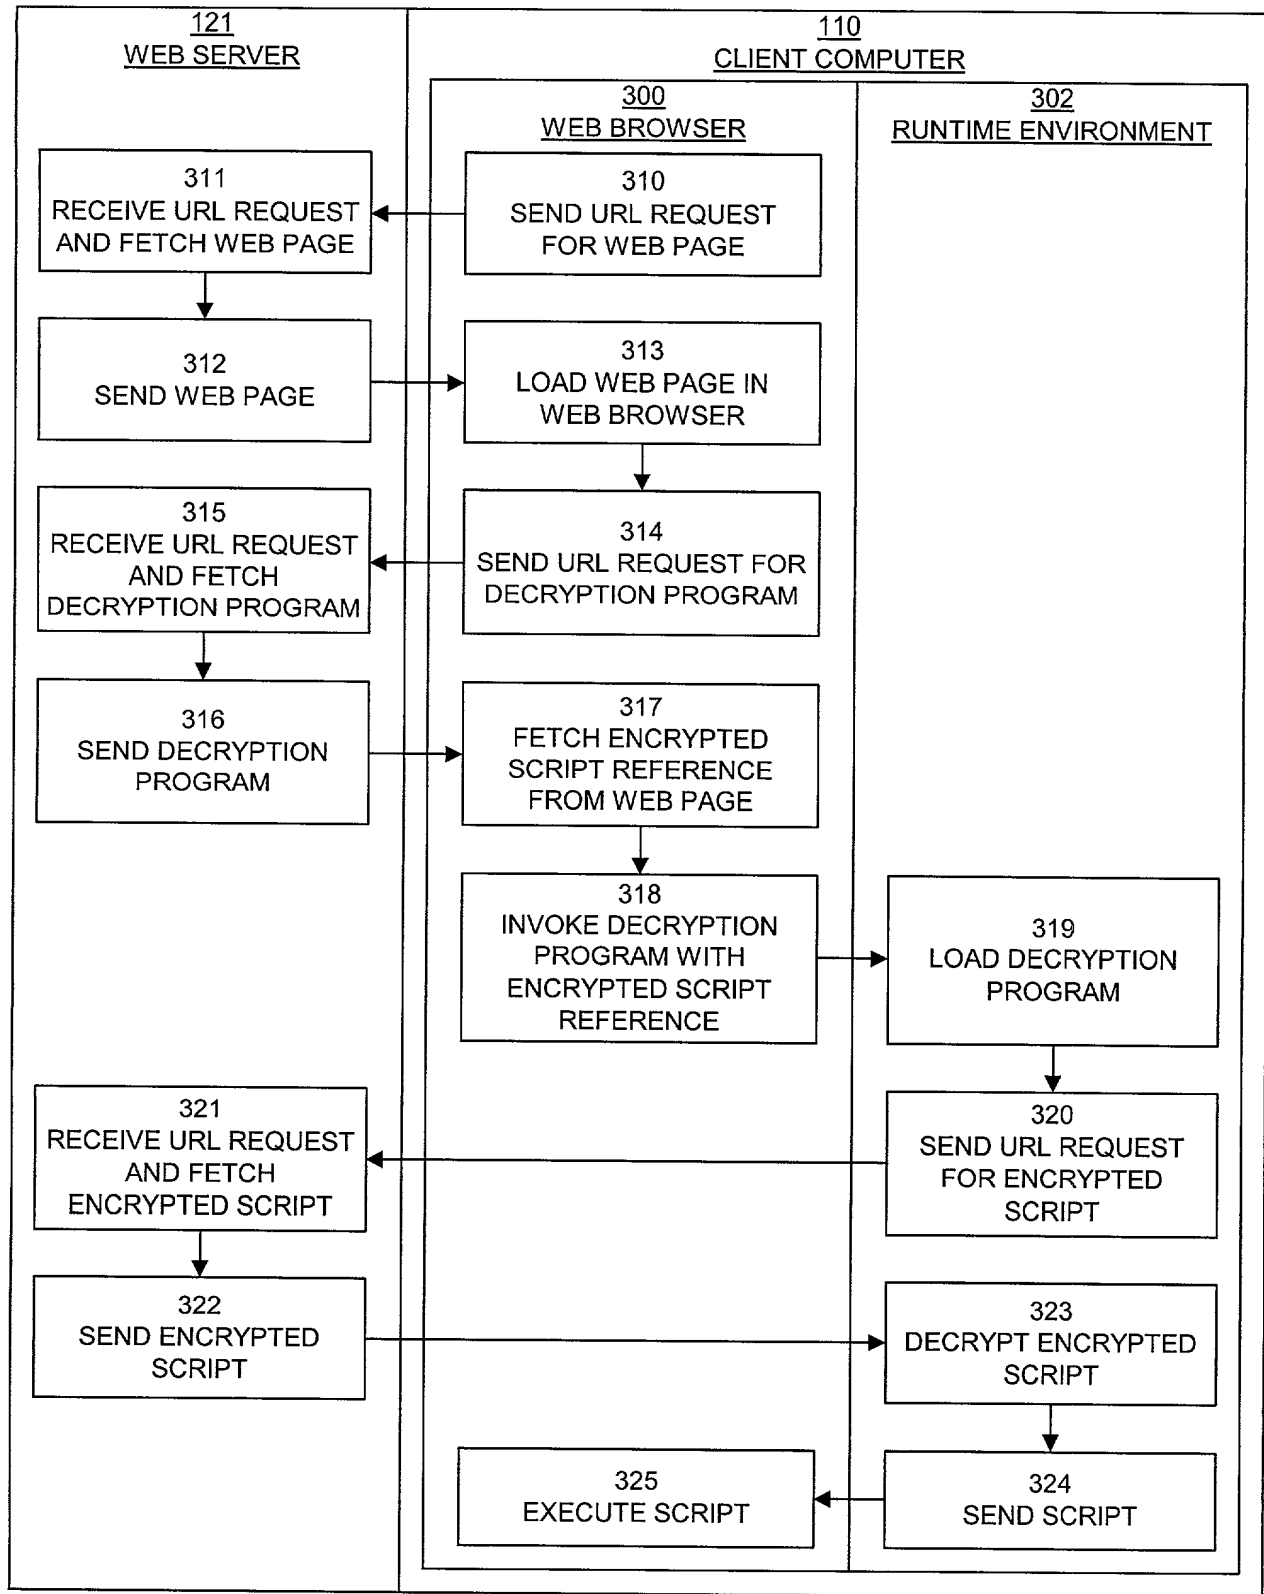 121
WEB SERVER
110
CLIENT COMPUTER
300
WEB BROWSER
302
RUNTIME ENVIRONMENT
311
RECEIVE URL REQUEST
AND FETCH WEB PAGE
310
SEND URL REQUEST
FOR WEB PAGE
312
SEND WEB PAGE
313
LOAD WEB PAGE IN
WEB BROWSER
315
RECEIVE URL REQUEST
AND FETCH
DECRYPTION PROGRAM
314
SEND URL REQUEST FOR
DECRYPTION PROGRAM
316
SEND DECRYPTION
PROGRAM
317
FETCH ENCRYPTED
SCRIPT REFERENCE
FROM WEB PAGE
318
INVOKE DECRYPTION
PROGRAM WITH
ENCRYPTED SCRIPT
REFERENCE
319
LOAD DECRYPTION
PROGRAM
321
RECEIVE URL REQUEST
AND FETCH
ENCRYPTED SCRIPT
320
SEND URL REQUEST
FOR ENCRYPTED
SCRIPT
322
SEND ENCRYPTED
SCRIPT
323
DECRYPT ENCRYPTED
SCRIPT
325
EXECUTE SCRIPT
324
SEND SCRIPT